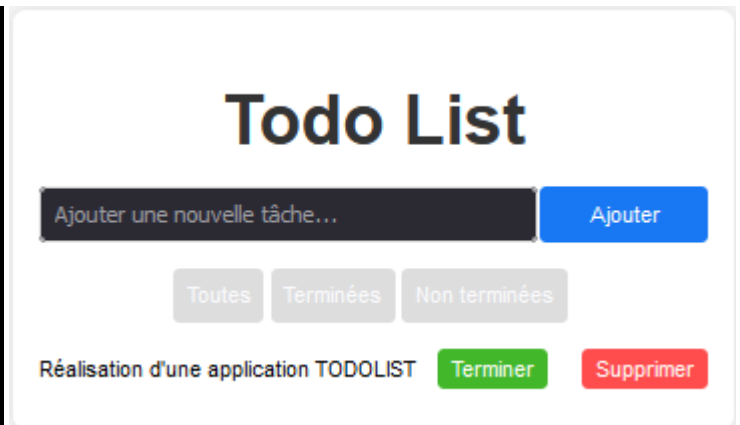 Todo List
Ajouter une nouvelle tâche... Ajouter
Toutes Terminées Non terminées
Réalisation d'une application TODOLIST Terminer Supprimer